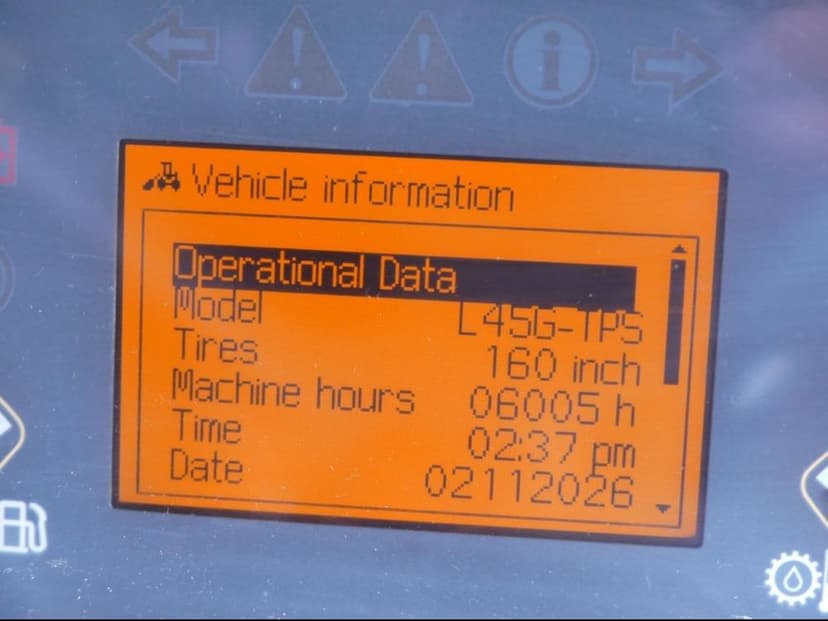 Vehicle information
Operational Data
Model L45G-TPS
Tires 160 inch
Machine hours 06005 h
Time 02:37 pm
Date 02112026